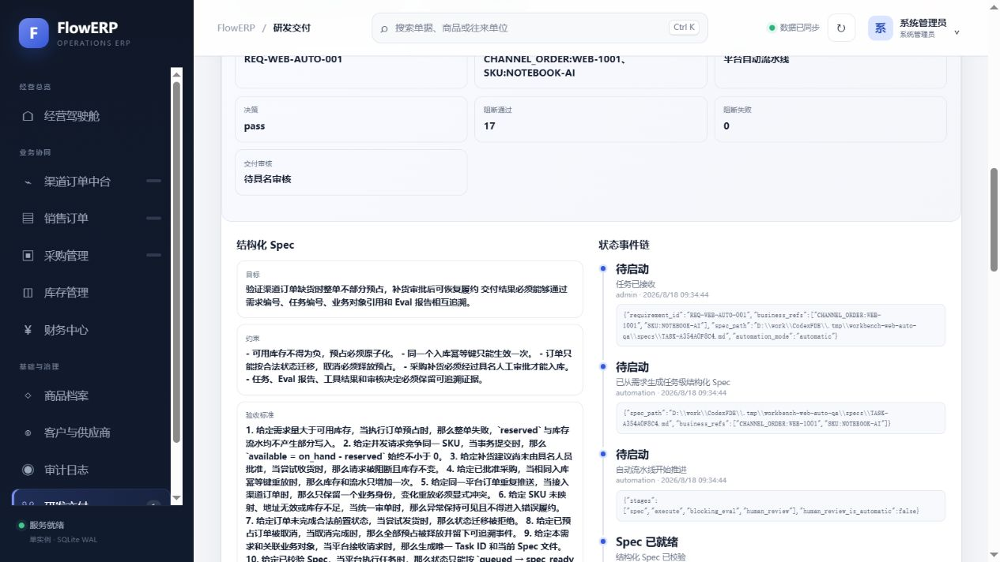 F
FlowERP
OPERATIONS ERP
经营总览
经营驾驶舱
业务协同
渠道订单中台
销售订单
采购管理
库存管理
¥ 财务中心
基础与治理
商品档案
客户与供应商
审计日志
研发交付
服务就绪
单实例 · SQLite WAL
FlowERP / 研发交付
搜索单据、商品或往来单位
Ctrl K
数据已同步
系
系统管理员
系统管理员
REQ-WEB-AUTO-001
CHANNEL_ORDER:WEB-1001、
SKU:NOTEBOOK-AI
平台自动流水线
决策
pass
阻断通过
17
阻断失败
0
交付审核
待具名审核
结构化 Spec
目标
验证渠道订单缺货时整单不部分预占，补货审批后可恢复履约 交付结果必须能够通过
需求编号、任务编号、业务对象引用和 Eval 报告相互追溯。
约束
- 可用库存不得为负，预占必须原子化。 - 同一个入库幂等键只能生效一次。 - 订单只
能按合法状态迁移，取消必须释放预占。 - 采购补货必须经过具名人工审批才能入库。
- 任务、Eval 报告、工具结果和审核决定必须保留可追溯证据。
验收标准
1. 给定需求量大于可用库存，当执行订单预占时，那么整单失败，`reserved` 与库存
流水均不产生部分写入。 2. 给定并发请求竞争同一 SKU，当事务提交时，那么
`available = on_hand - reserved` 始终不小于 0。 3. 给定补货建议尚未由具名人员
批准，当尝试收货时，那么请求被阻断且库存不变。 4. 给定已批准采购，当相同入库
幂等键重放时，那么库存和流水只增加一次。 5. 给定同一平台订单重复推送，当接入
渠道订单时，那么只保留一个业务身份，变化重放必须显式冲突。 6. 给定 SKU 未映
射、地址无效或库存不足，当统一审单时，那么异常保持可见且不得进入错误履约。
7. 给定订单未完成合法前置状态，当尝试发货时，那么状态迁移被拒绝。 8. 给定已预
占订单被取消，当取消完成时，那么全部预占被释放并留下可追溯事件。 9. 给定本需
求和关联业务对象，当平台接收请求时，那么生成唯一 Task ID 和当前 Spec 文件。
10. 给定已校验 Spec，当平台执行任务时，那么状态只能按 `queued → spec_ready
状态事件链
待启动
任务已接收
admin · 2026/8/18 09:34:44
{"requirement_id":"REQ-WEB-AUTO-001","business_refs":["CHANNEL_ORDER:WEB-
1001","SKU:NOTEBOOK-AI"],"spec_path":"D:\\work\\CodexFDE\\.tmp\\workbench-web-auto-
qa\\specs\\TASK-A354A0F8C4.md","automation_mode":"automatic"}
待启动
已从需求生成任务级结构化 Spec
automation · 2026/8/18 09:34:44
{"spec_path":"D:\\work\\CodexFDE\\.tmp\\workbench-web-auto-qa\\specs\\TASK-
A354A0F8C4.md","business_refs":["CHANNEL_ORDER:WEB-1001","SKU:NOTEBOOK-AI"]}
待启动
自动流水线开始推进
automation · 2026/8/18 09:34:44
{"stages":
["spec","execute","blocking_eval","human_review"],"human_review_is_automatic":false}
Spec 已就绪
结构化 Spec 已校验